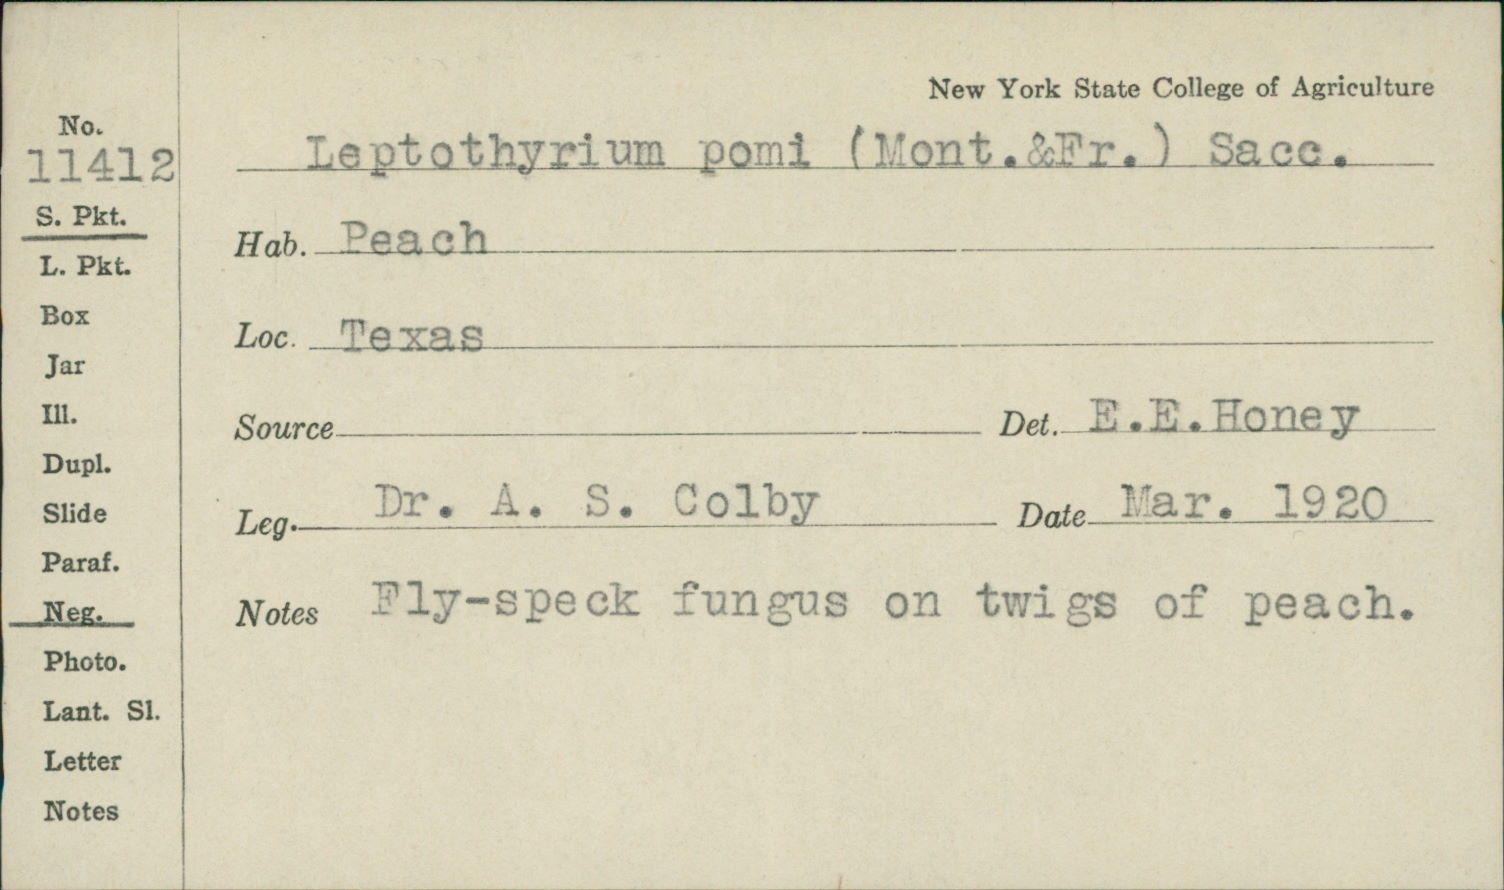 New York State College of Agriculture
No.
11412
S. Pkt.
L. Pkt.
Box
Jar
Ill.
Dupl.
Slide
Paraf.
Neg.
Photo.
Lant. Sl.
Letter
Notes
Leptothyrium pomi (Mont.&Fr.) Sacc.
Hab. Peach
Loc. Texas
Source Det. E.E.Honey
Leg. Dr. A. S. Colby Date Mar. 1920
Notes Fly-speck fungus on twigs of peach.